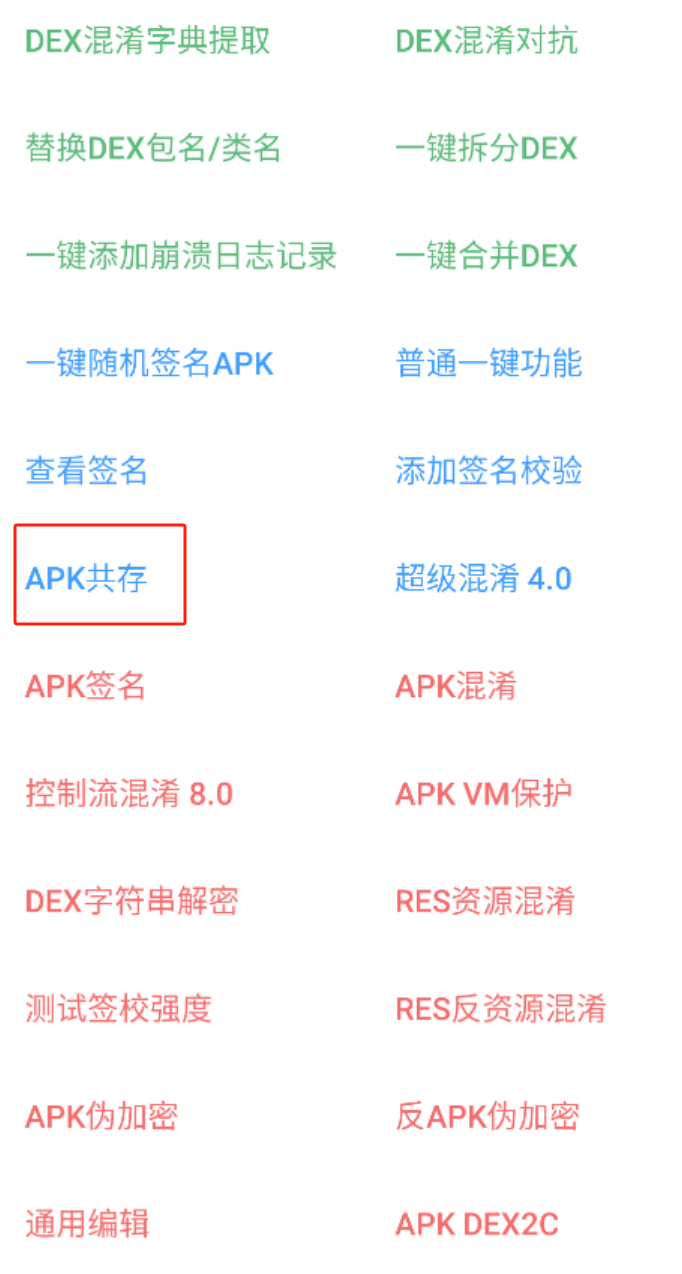 DEX混淆字典提取
DEX混淆对抗
替换DEX包名/类名
一键拆分DEX
一键添加崩溃日志记录
一键合并DEX
一键随机签名APK
普通一键功能
查看签名
添加签名校验
APK共存
超级混淆 4.0
APK签名
APK混淆
控制流混淆 8.0
APK VM保护
DEX字符串解密
RES资源混淆
测试签校强度
RES反资源混淆
APK伪加密
反APK伪加密
通用编辑
APK DEX2C